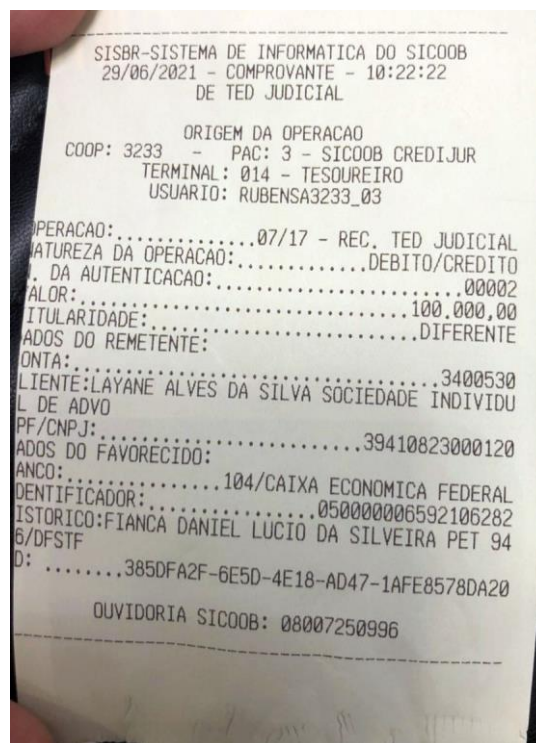 SISBR-SISTEMA DE INFORMATICA DO SICOOB
29/06/2021 - COMPROVANTE - 10:22:22
DE TED JUDICIAL
ORIGEM DA OPERACAO
COOP: 3233 - PAC: 3 - SICOOB CREDIJUR
TERMINAL: 014 - TESOUREIRO
USUARIO: RUBENSA3233_03
OPERACAO:..............07/17 - REC. TED JUDICIAL
NATUREZA DA OPERACAO:.............DEBITO/CREDITO
. DA AUTENTICACAO:.........................00002
ALOR:..................................100.000,00
ITULARIDADE:...........................DIFERENTE
ADOS DO REMETENTE:
ONTA:.....................................3400530
LIENTE:LAYANE ALVES DA SILVA SOCIEDADE INDIVIDU
L DE ADVO
PF/CNPJ:..........................39410823000120
ADOS DO FAVORECIDO:
ANCO:................104/CAIXA ECONOMICA FEDERAL
DENTIFICADOR:.................050000006592106282
ISTORICO:FIANCA DANIEL LUCIO DA SILVEIRA PET 94
6/DFSTF
D: ........385DFA2F-6E5D-4E18-AD47-1AFE8578DA20
OUVIDORIA SICOOB: 08007250996